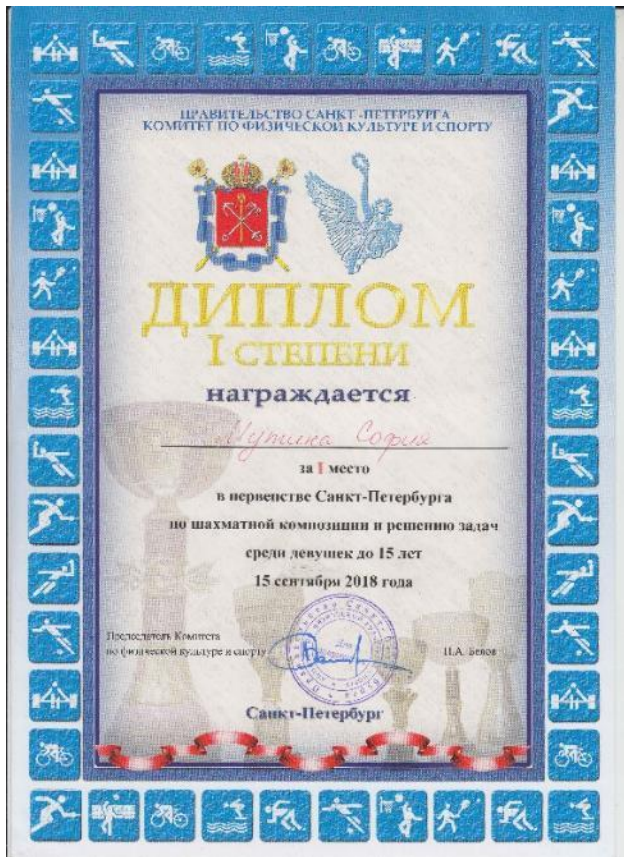 ПРАВИТЕЛЬСТВО САНКТ-ПЕТЕРБУРГА
КОМИТЕТ ПО ФИЗИЧЕСКОЙ КУЛЬТУРЕ И СПОРТУ
ДИПЛОМ
I СТЕПЕНИ
награждается
София
за I место
в первенстве Санкт-Петербурга
по шахматной композиции и решению задач
среди девушек до 15 лет
15 сентября 2018 года
Председатель Комитета
по физической культуре и спорту
П.А. Белов
Санкт-Петербург